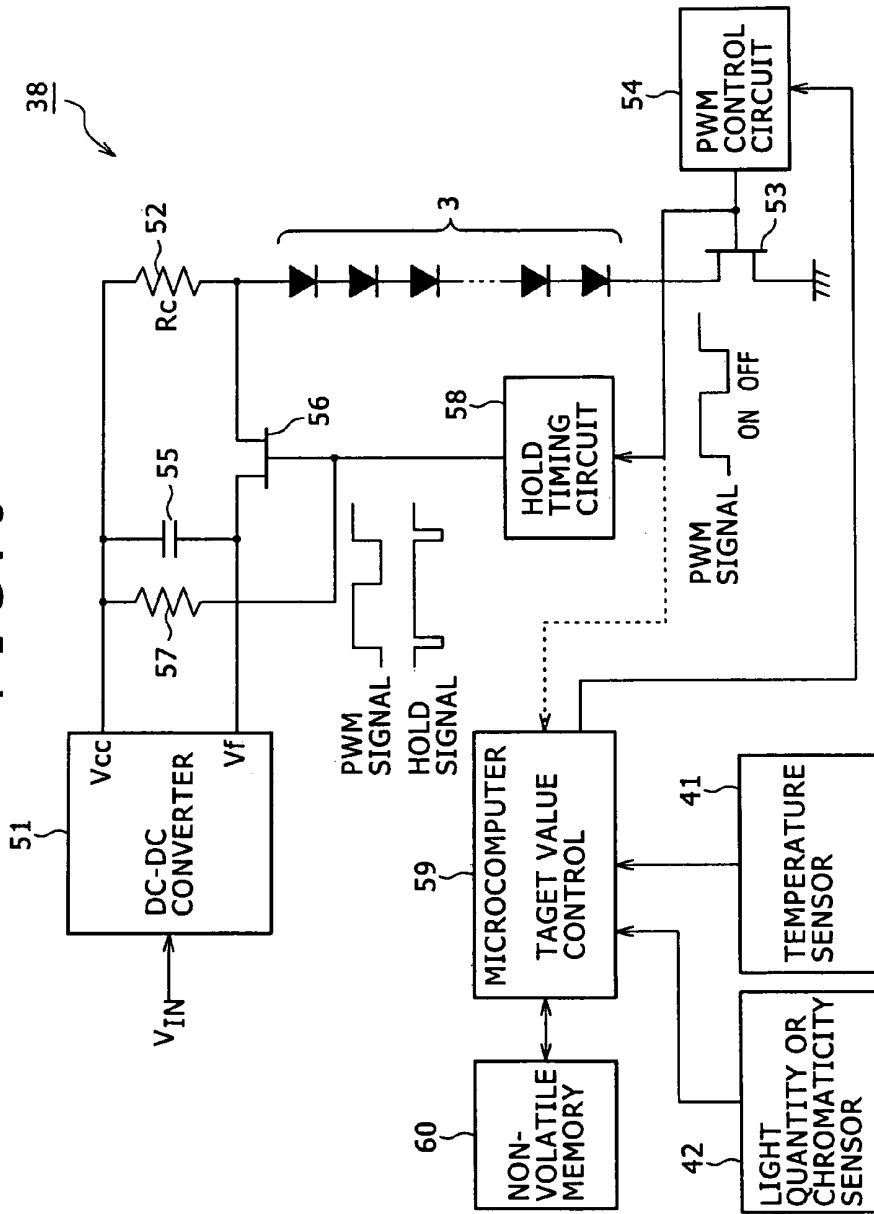 38
51
DC-DC
CONVERTER
Vcc
Vf
VIN
57
55
56
52
Rc
3
PWM
SIGNAL
HOLD
SIGNAL
58
HOLD
TIMING
CIRCUIT
54
PWM
CONTROL
CIRCUIT
53
PWM
SIGNAL
ON OFF
59
MICROCOMPUTER
TAGET VALUE
CONTROL
60
NON-
VOLATILE
MEMORY
42
LIGHT
QUANTITY OR
CHROMATICITY
SENSOR
41
TEMPERATURE
SENSOR